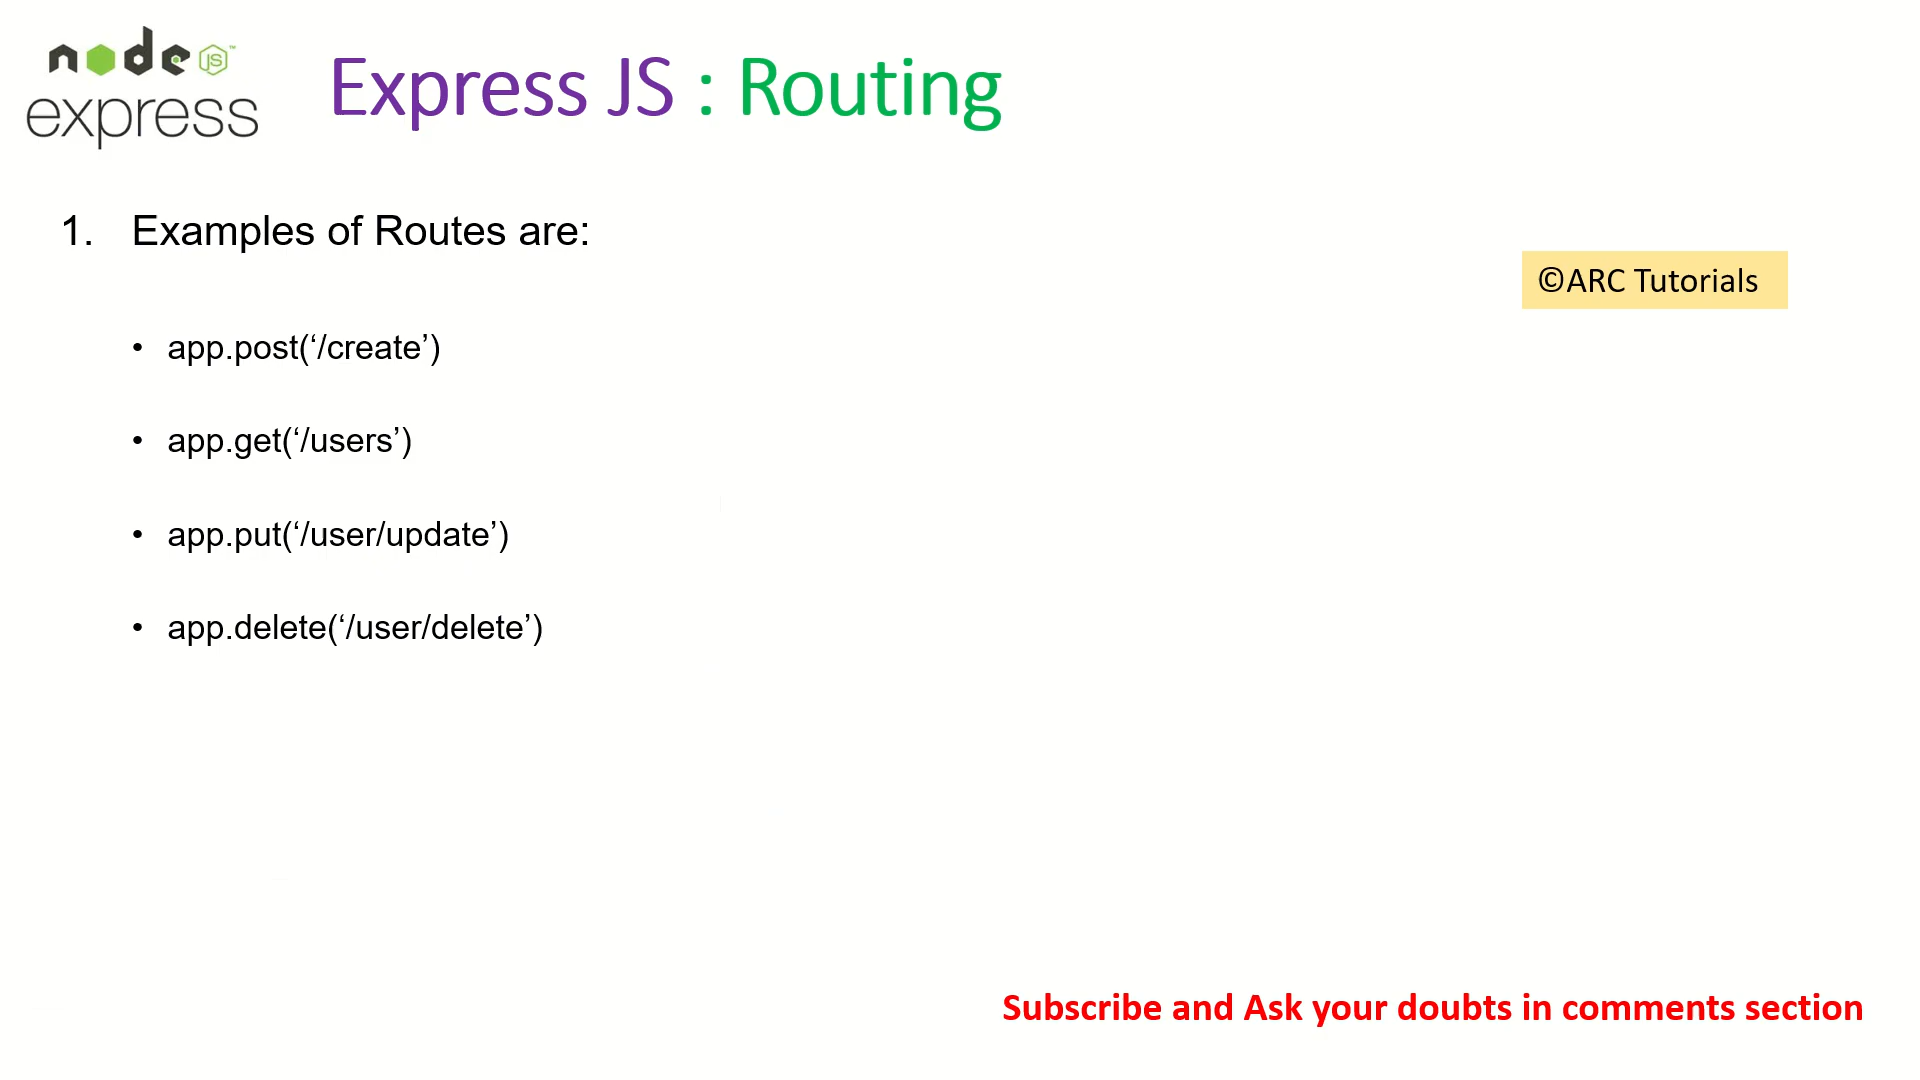 node JS™
express
Express JS : Routing
1. Examples of Routes are:
©ARC Tutorials
• app.post(‘/create’)
• app.get(‘/users’)
• app.put(‘/user/update’)
• app.delete(‘/user/delete’)
Subscribe and Ask your doubts in comments section